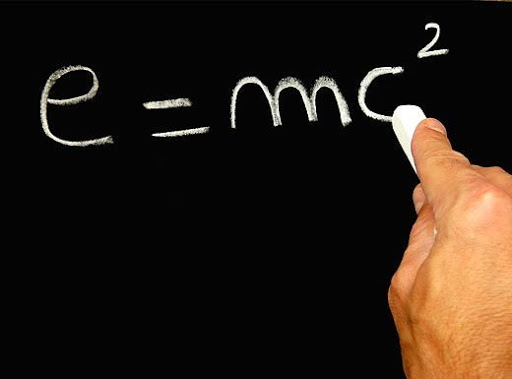 e = mc²